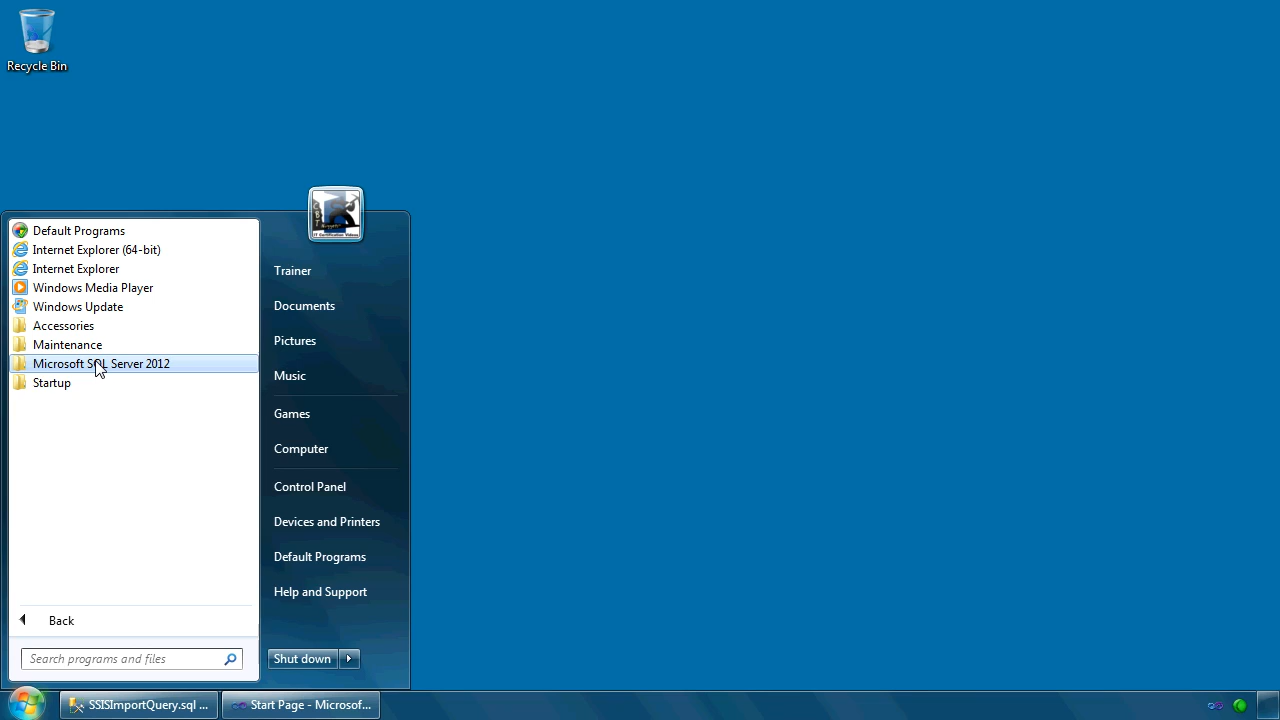 Recycle Bin
Default Programs
Internet Explorer (64-bit)
Internet Explorer
Windows Media Player
Windows Update
Accessories
Maintenance
Microsoft SQL Server 2012
Startup
Back
Search programs and files
Trainer
Documents
Pictures
Music
Games
Computer
Control Panel
Devices and Printers
Default Programs
Help and Support
Shut down
SSISImportQuery.sql ...
Start Page - Microsof...